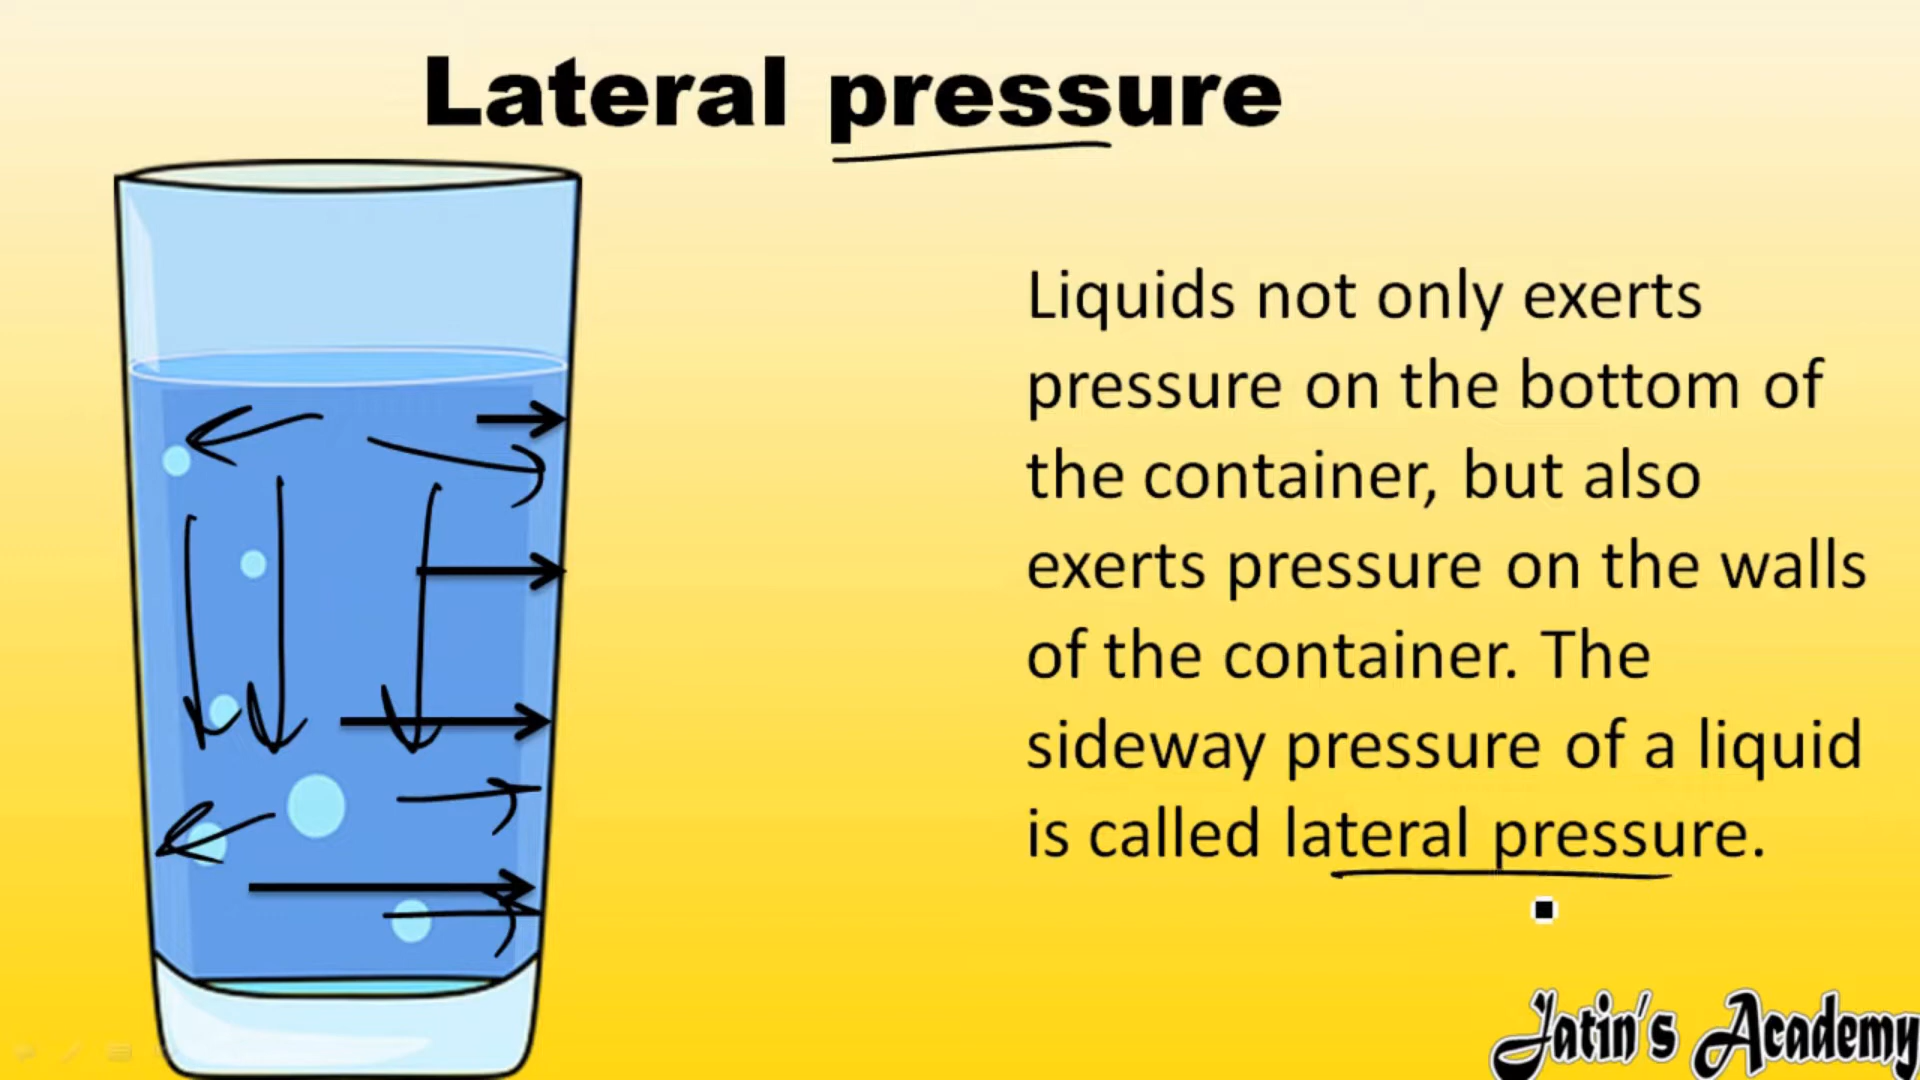 Lateral pressure
Liquids not only exerts
pressure on the bottom of
the container, but also
exerts pressure on the walls
of the container. The
sideway pressure of a liquid
is called lateral pressure.
Jatin's Academy